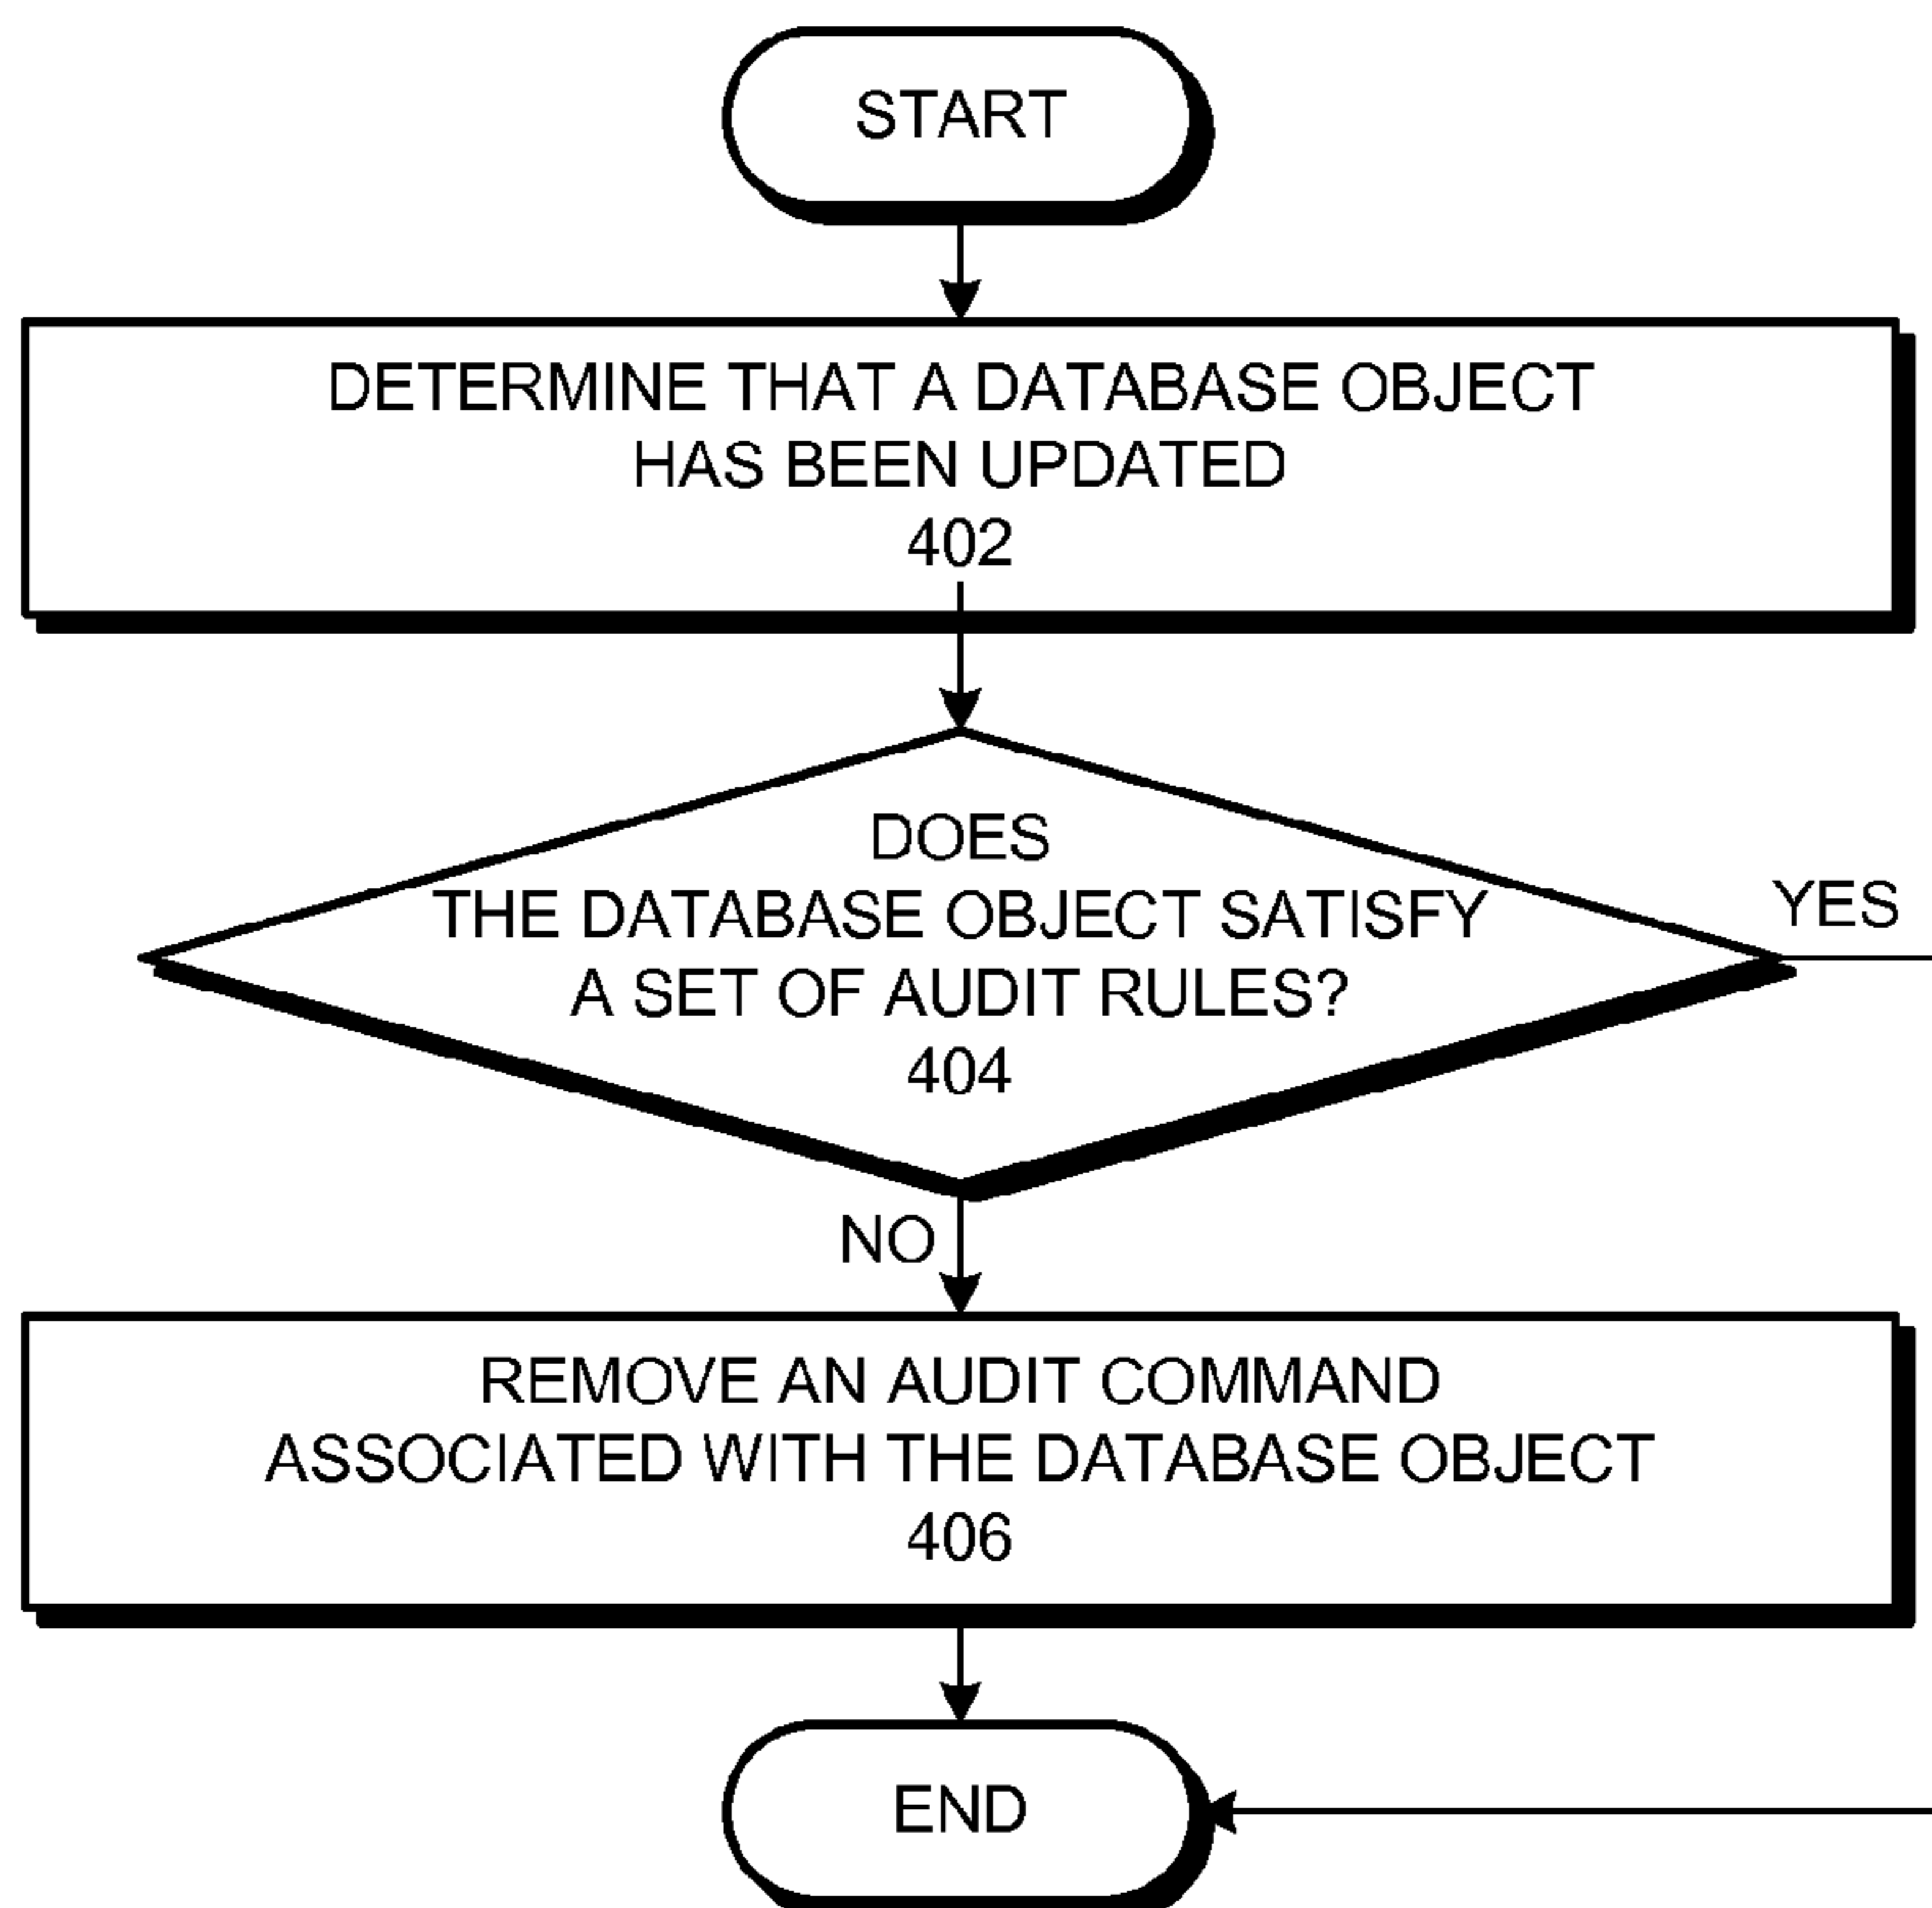 START
DETERMINE THAT A DATABASE OBJECT
HAS BEEN UPDATED
402
DOES
THE DATABASE OBJECT SATISFY
A SET OF AUDIT RULES?
404
YES
NO
REMOVE AN AUDIT COMMAND
ASSOCIATED WITH THE DATABASE OBJECT
406
END